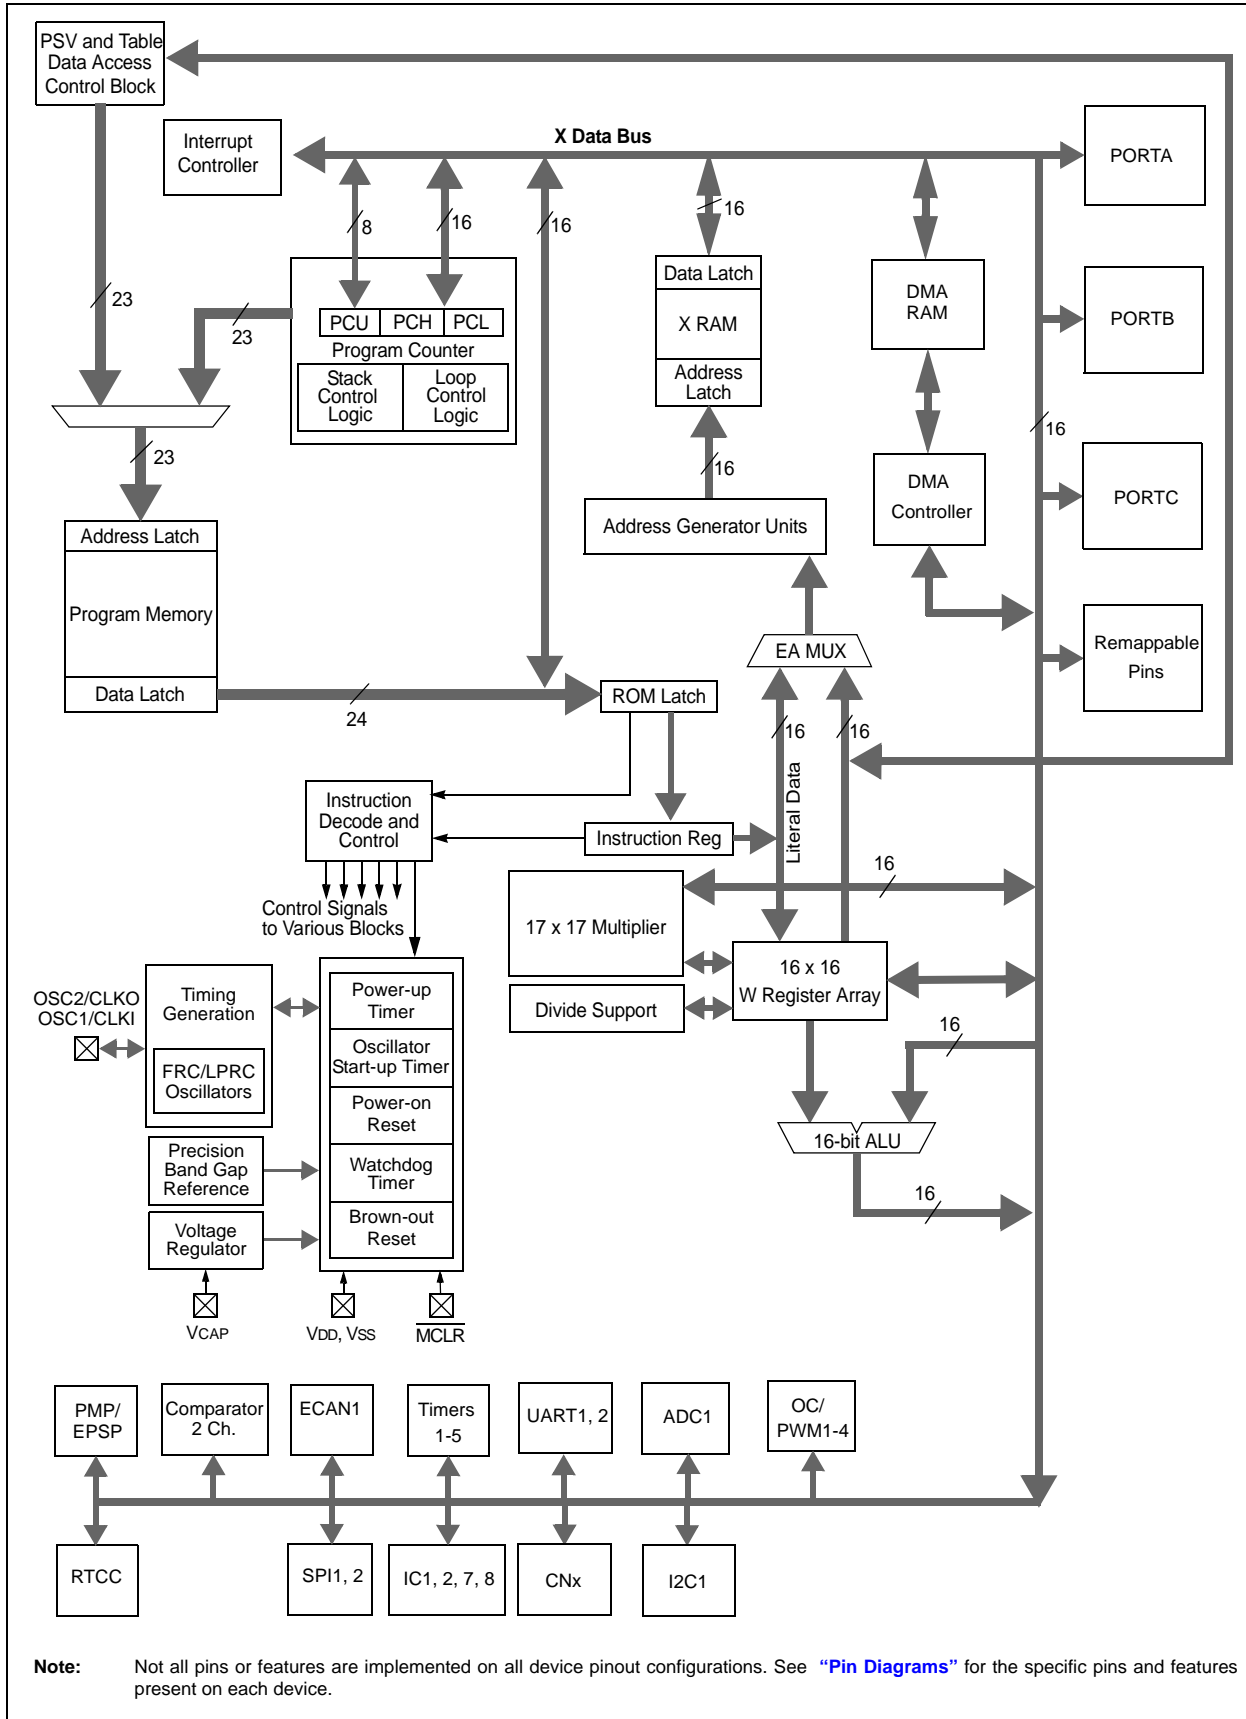 PSV and Table
Data Access
Control Block
Interrupt
Controller
X Data Bus
PORTA
8
16
16
16
23
23
PCU
PCH
PCL
Program Counter
Stack
Control
Logic
Loop
Control
Logic
Data Latch
X RAM
Address
Latch
DMA
RAM
PORTB
16
23
16
DMA
Controller
PORTC
Address Generator Units
Address Latch
Program Memory
Data Latch
24
EA MUX
Remappable
Pins
ROM Latch
16
16
Literal Data
Instruction
Decode and
Control
Instruction Reg
Control Signals
to Various Blocks
16
17 x 17 Multiplier
16 x 16
W Register Array
Divide Support
OSC2/CLKO
OSC1/CLKI
Timing
Generation
FRC/LPRC
Oscillators
Power-up
Timer
Oscillator
Start-up Timer
Power-on
Reset
Watchdog
Timer
Brown-out
Reset
16
16-bit ALU
16
Precision
Band Gap
Reference
Voltage
Regulator
VCAP
VDD, VSS
MCLR
PMP/
EPSP
Comparator
2 Ch.
ECAN1
Timers
1-5
UART1, 2
ADC1
OC/
PWM1-4
RTCC
SPI1, 2
IC1, 2, 7, 8
CNx
I2C1
Note: Not all pins or features are implemented on all device pinout configurations. See “Pin Diagrams” for the specific pins and features
present on each device.